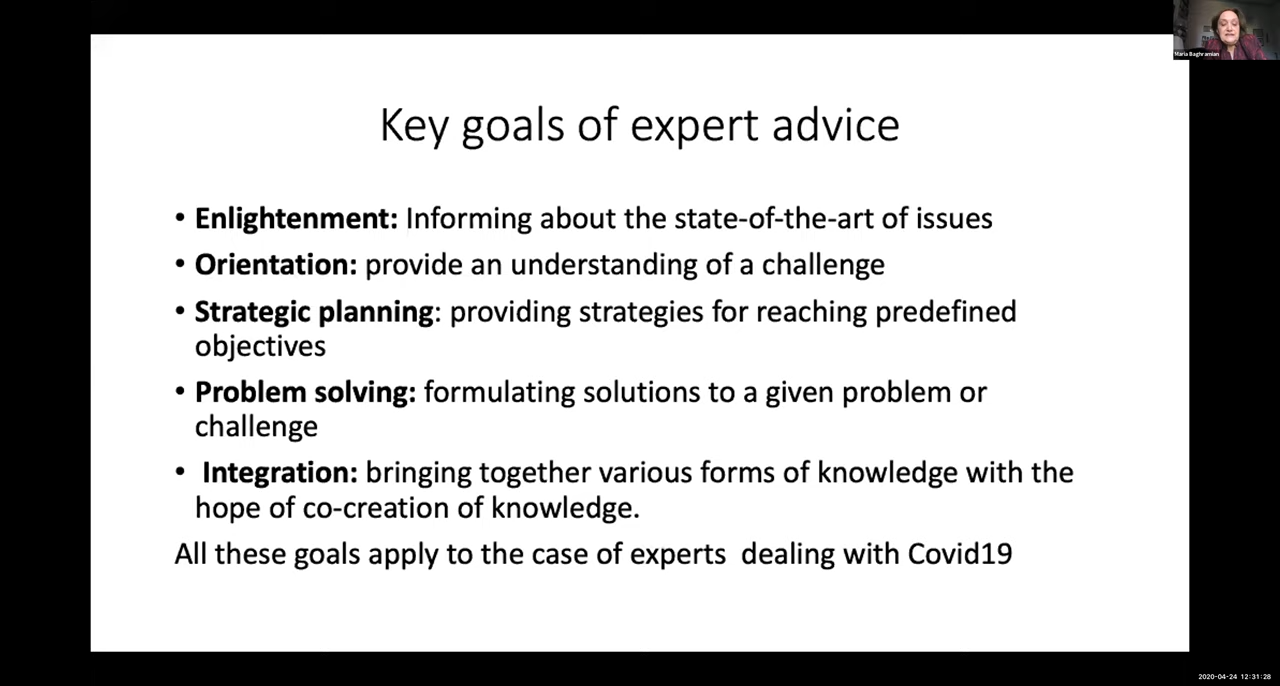 Maria Baghramian
Key goals of expert advice
• Enlightenment: Informing about the state-of-the-art of issues
• Orientation: provide an understanding of a challenge
• Strategic planning: providing strategies for reaching predefined
objectives
• Problem solving: formulating solutions to a given problem or
challenge
• Integration: bringing together various forms of knowledge with the
hope of co-creation of knowledge.
All these goals apply to the case of experts dealing with Covid19
2020-04-24 12:31:28